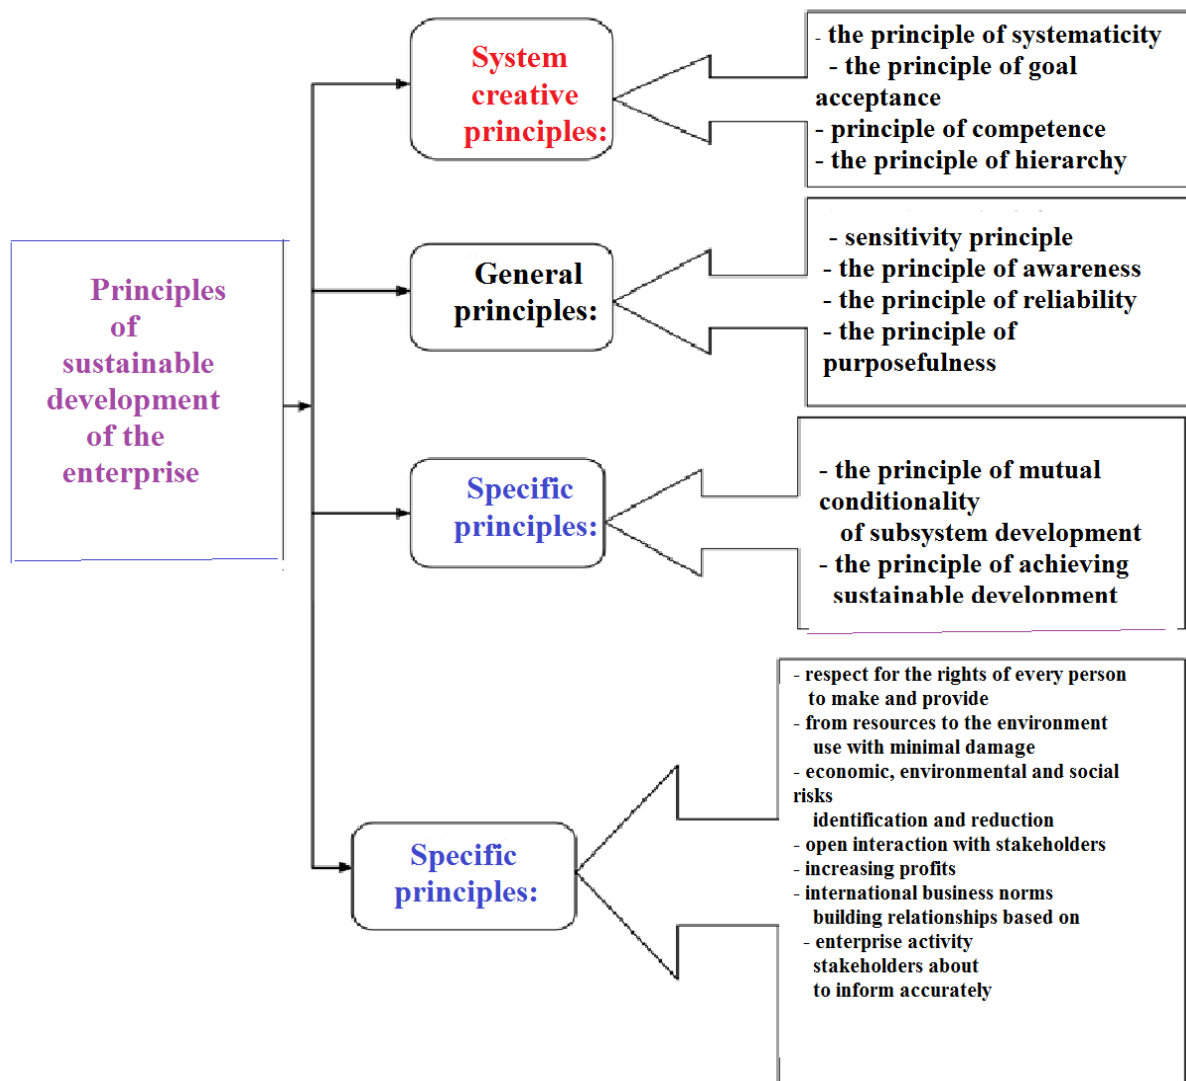 Principles
of
sustainable
development
of the
enterprise
System
creative
principles:
- the principle of systematicity
- the principle of goal
acceptance
- principle of competence
- the principle of hierarchy
General
principles:
- sensitivity principle
- the principle of awareness
- the principle of reliability
- the principle of
purposefulness
Specific
principles:
- the principle of mutual
conditionality
of subsystem development
- the principle of achieving
sustainable development
Specific
principles:
- respect for the rights of every person
to make and provide
- from resources to the environment
use with minimal damage
- economic, environmental and social
risks
identification and reduction
- open interaction with stakeholders
- increasing profits
- international business norms
building relationships based on
- enterprise activity
stakeholders about
to inform accurately